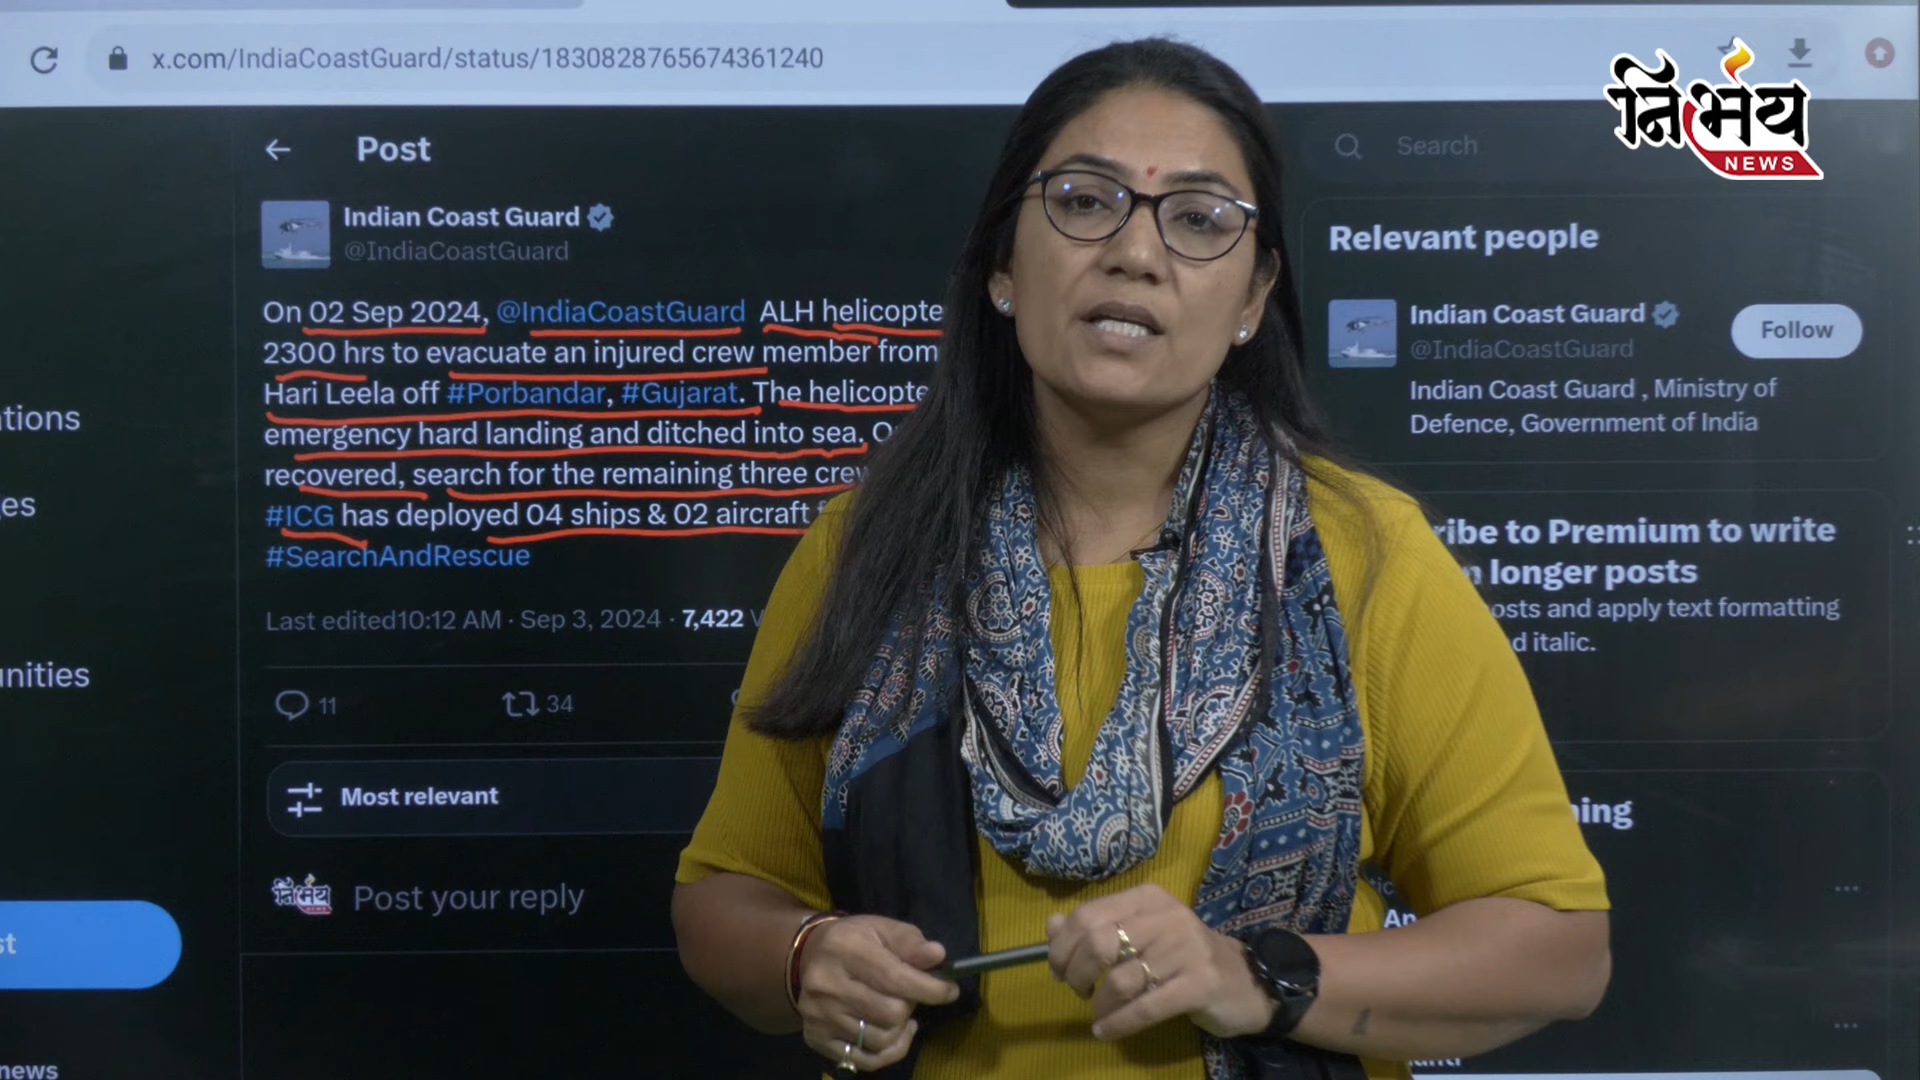 x.com/IndiaCoastGuard/status/1830828765674361240
निर्भय
NEWS
Post
Search
Indian Coast Guard
@IndiaCoastGuard
On 02 Sep 2024, @IndiaCoastGuard ALH helicopte
2300 hrs to evacuate an injured crew member from
Hari Leela off #Porbandar, #Gujarat. The helicopte
emergency hard landing and ditched into sea.
recovered, search for the remaining three crew
#ICG has deployed 04 ships & 02 aircraft
#SearchAndRescue
Last edited10:12 AM · Sep 3, 2024 · 7,422
11
34
Most relevant
निर्भय
Post your reply
Relevant people
Indian Coast Guard
@IndiaCoastGuard
Follow
Indian Coast Guard , Ministry of
Defence, Government of India
ribe to Premium to write
longer posts
osts and apply text formatting
d italic.
tions
es
unities
st
news